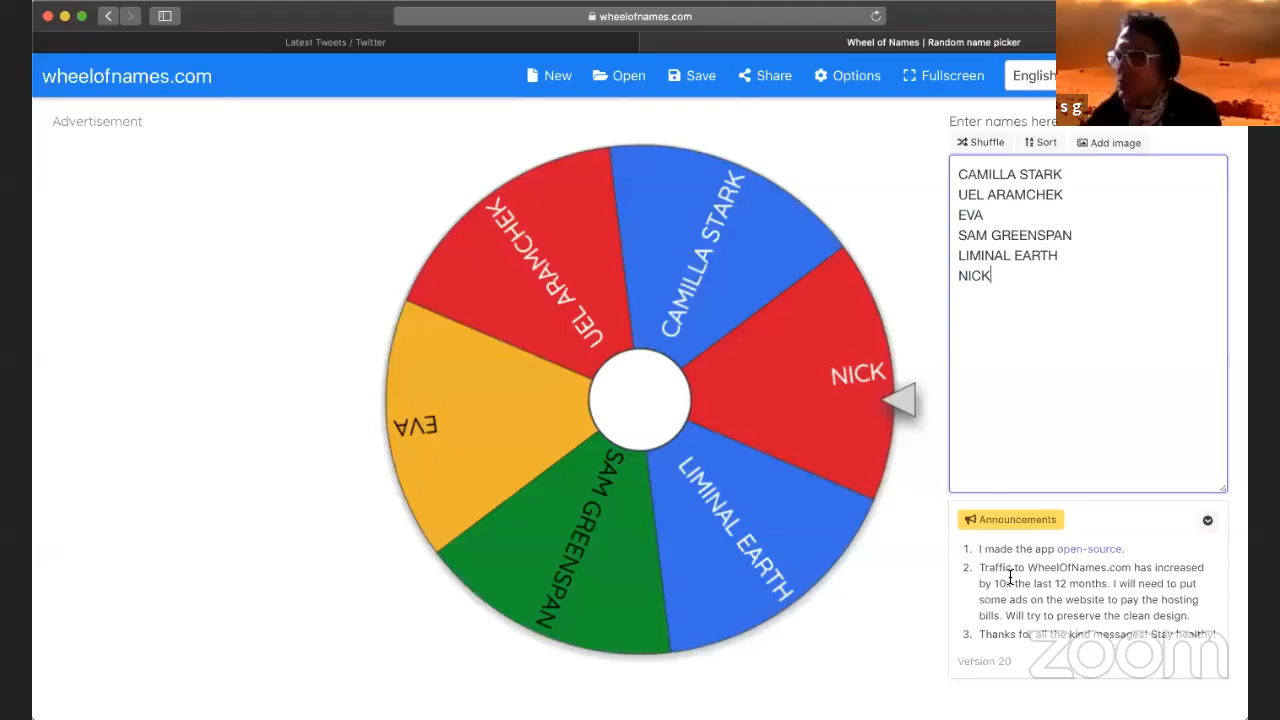 wheelofnames.com
Latest Tweets / Twitter
Wheel of Names | Random name picker
wheelofnames.com
New
Open
Save
Share
Options
Fullscreen
English
s g
Advertisement
Enter names here
Shuffle
Sort
Add image
CAMILLA STARK
UEL ARAMCHEK
EVA
SAM GREENSPAN
LIMINAL EARTH
NICK
CAMILLA STARK
UEL ARAMCHEK
NICK
EVA
SAM GREENSPAN
LIMINAL EARTH
Announcements
1. I made the app open-source.
2. Traffic to WheelOfNames.com has increased
by 10x the last 12 months. I will need to put
some ads on the website to pay the hosting
bills. Will try to preserve the clean design.
3. Thanks for all the kind messages! Stay healthy!
Version 20
zoom